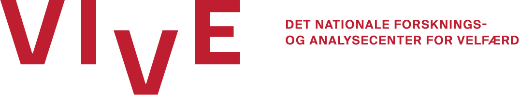 VIVE
DET NATIONALE FORSKNINGS-
OG ANALYSECENTER FOR VELFÆRD